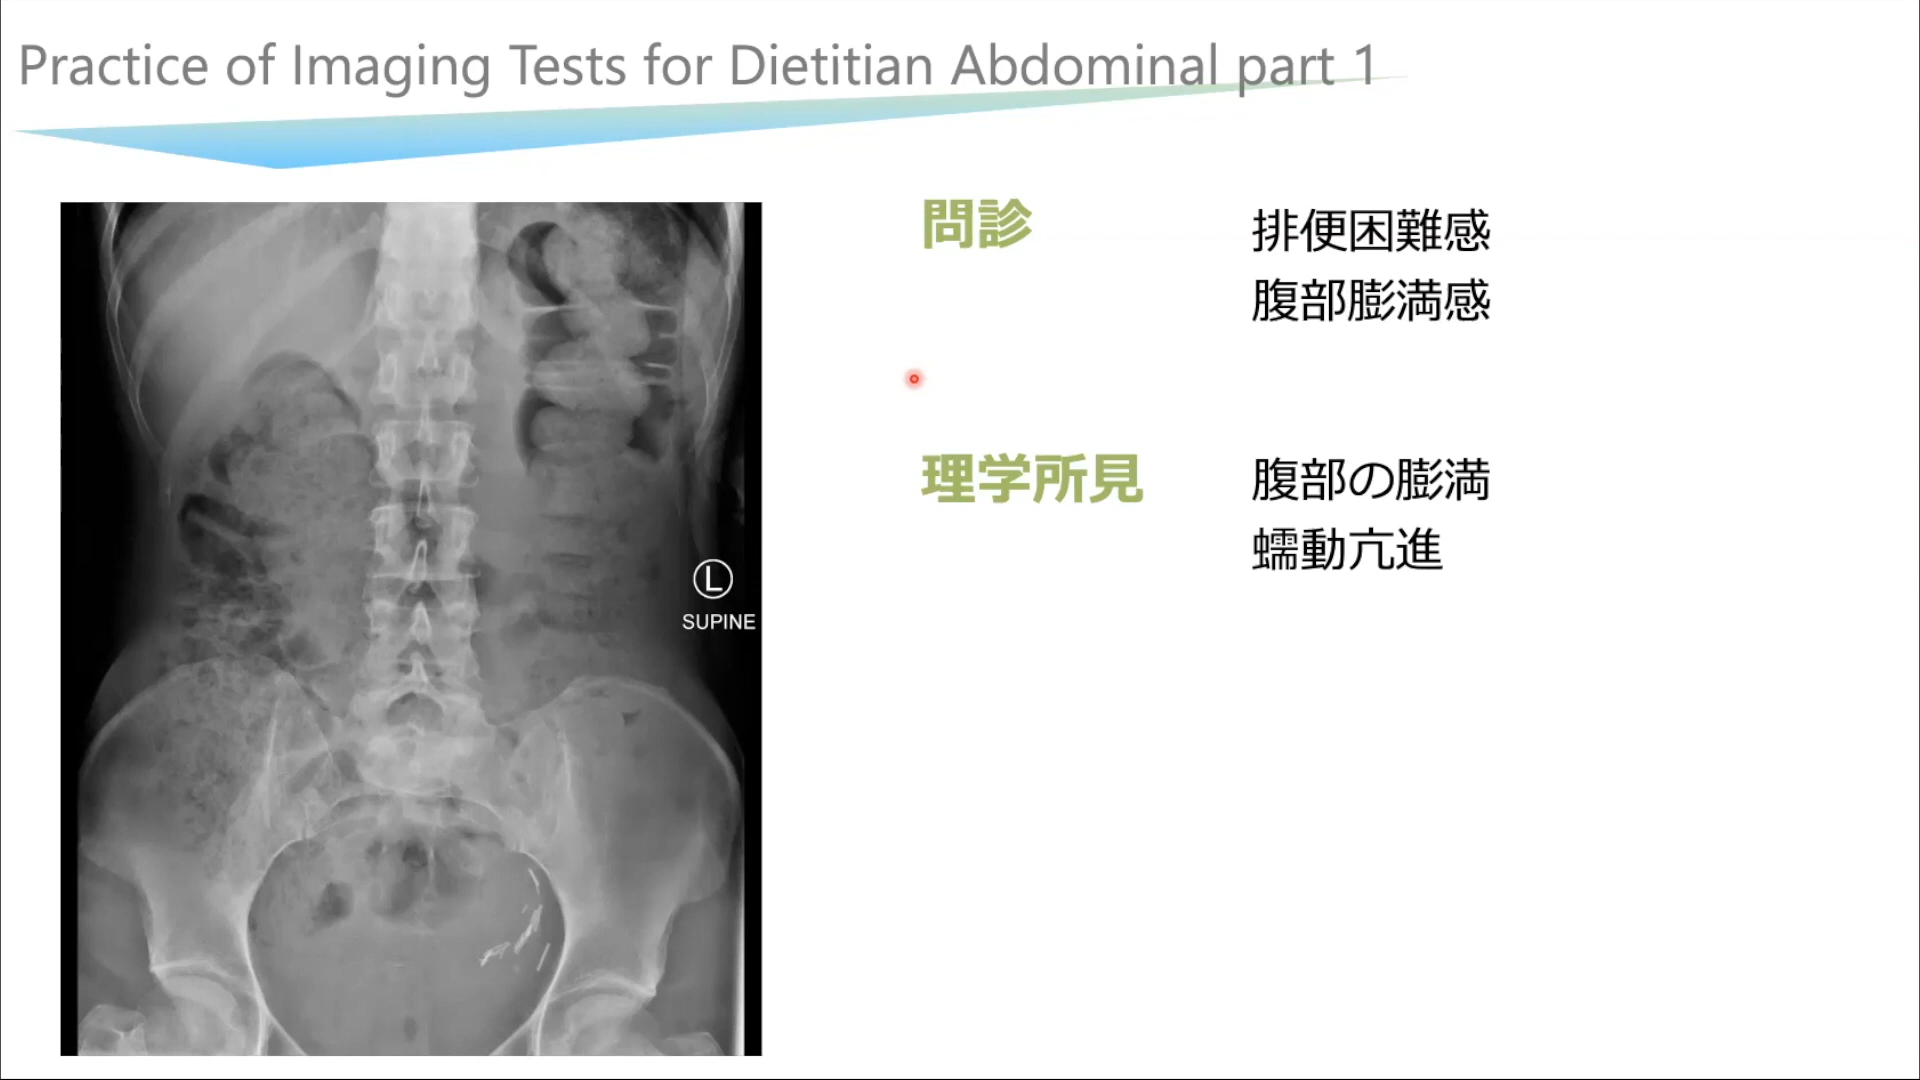 Practice of Imaging Tests for Dietitian Abdominal part 1
問診
排便困難感
腹部膨満感
理学所見
腹部の膨満
蠕動亢進
L
SUPINE